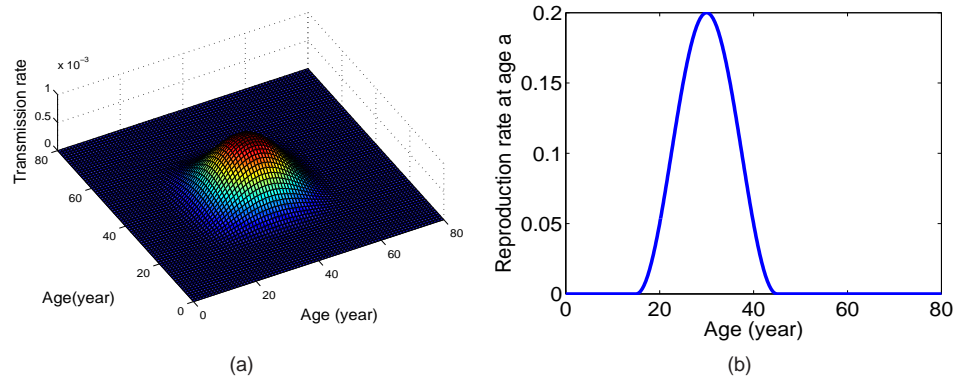 Transmission rate
x 10⁻³
1
0.5
0
80
60
40
20
0
Age(year)
0
20
40
60
80
Age (year)
(a)
Reproduction rate at age a
0.2
0.15
0.1
0.05
0
0 20 40 60 80
Age (year)
(b)